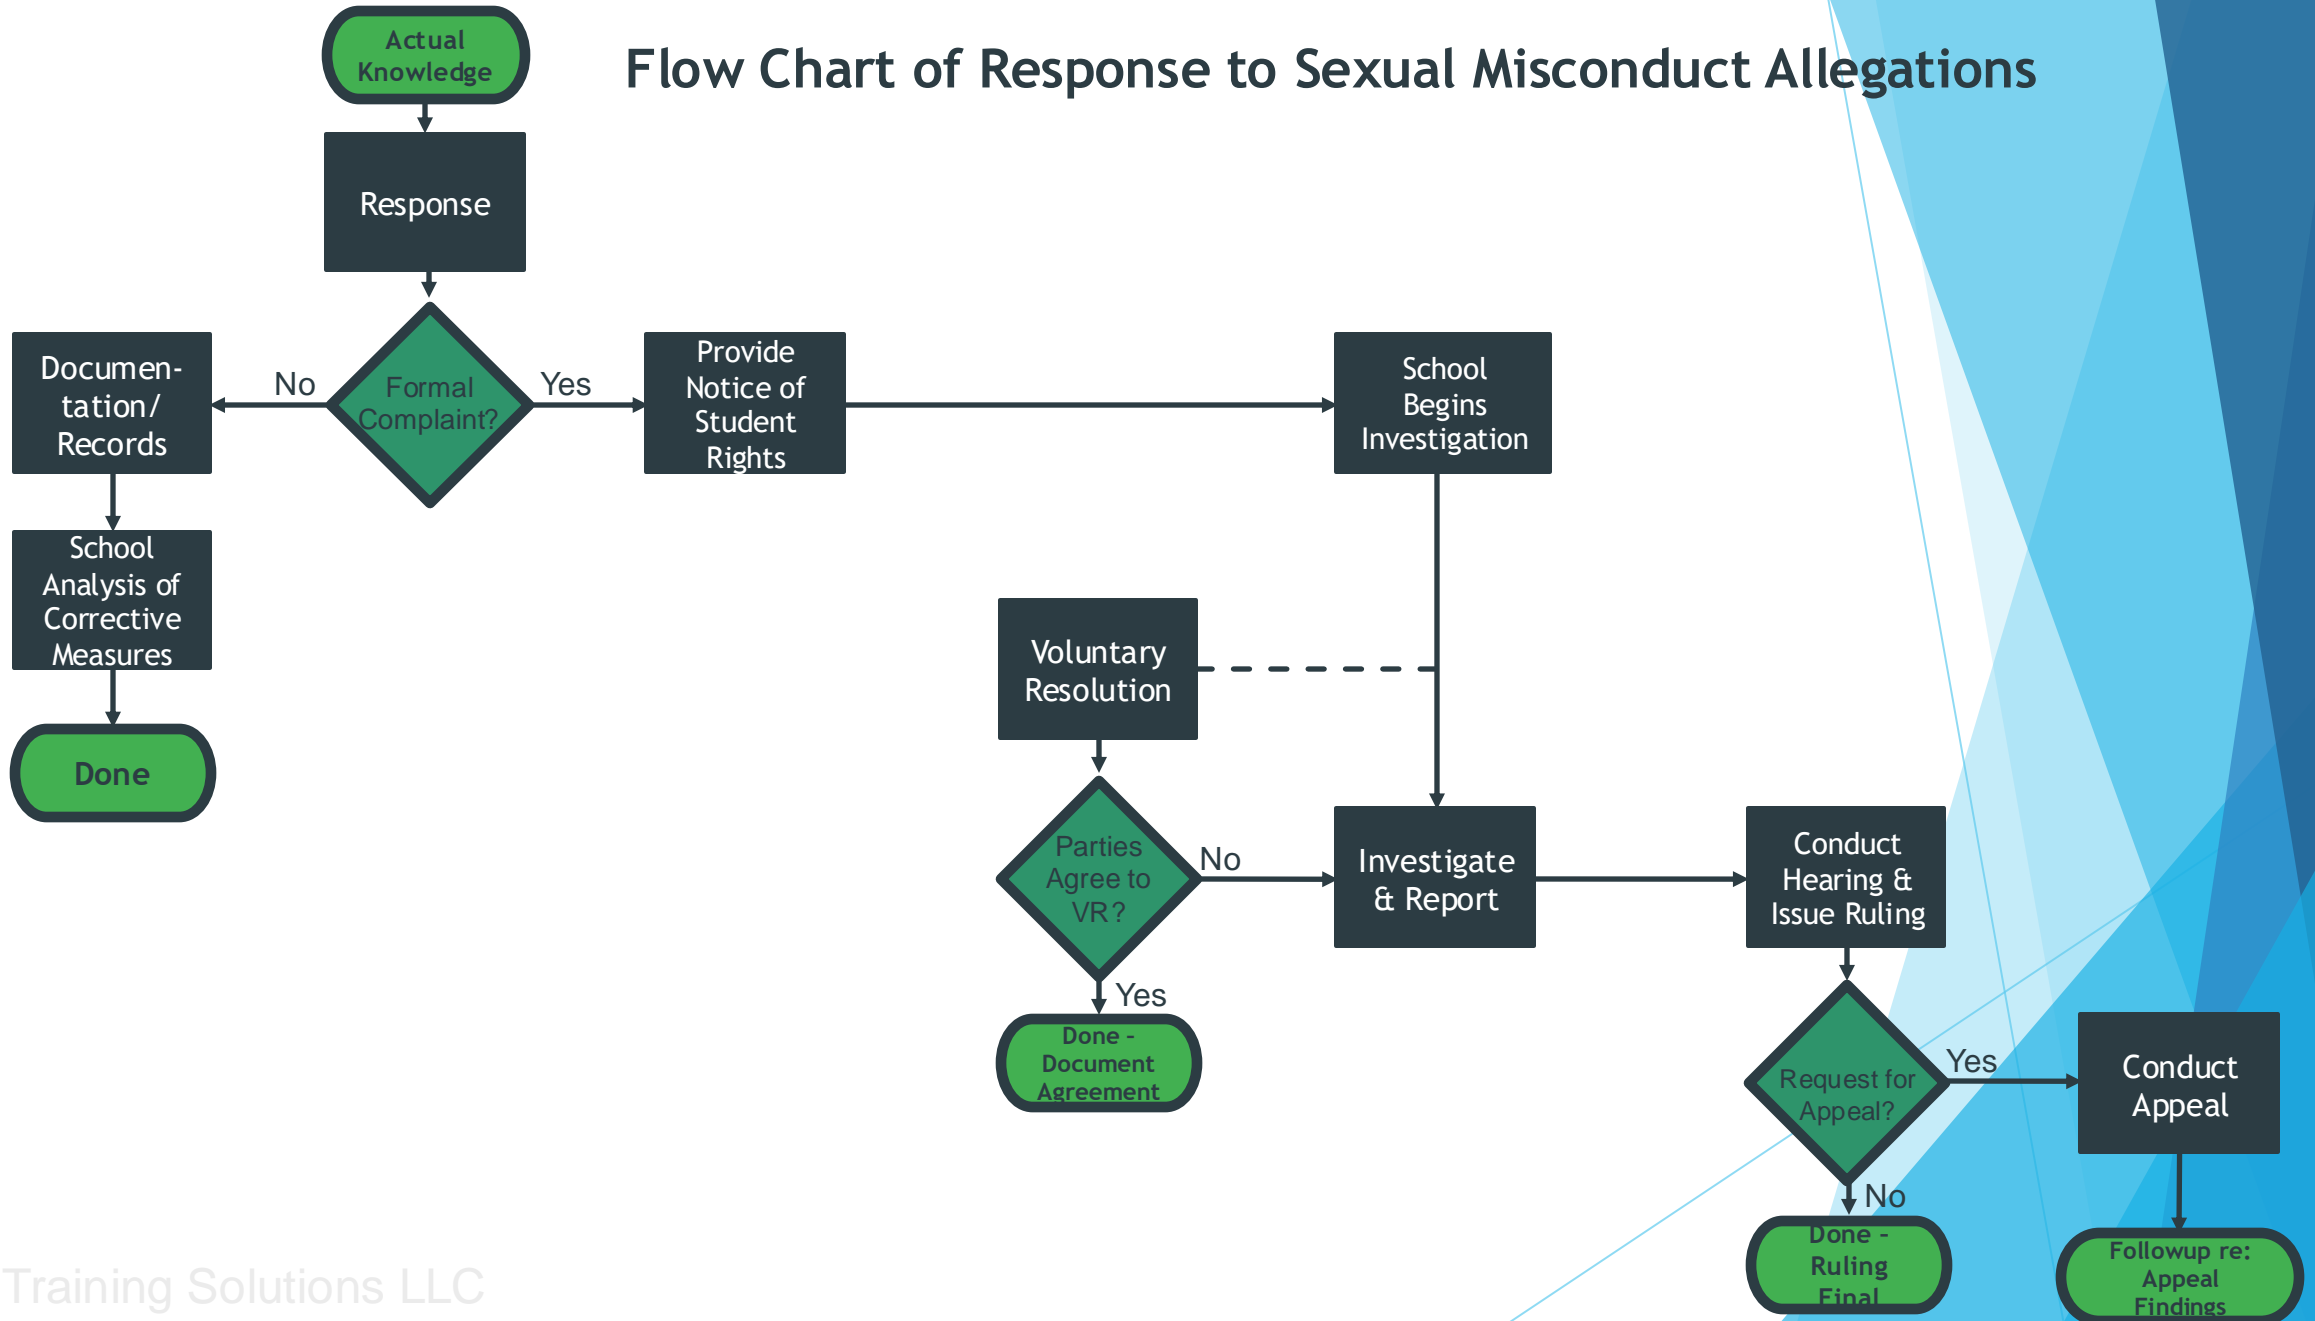 Actual
Knowledge
Flow Chart of Response to Sexual Misconduct Allegations
Response
Documen-
tation/
Records
No
Formal
Complaint?
Yes
Provide
Notice of
Student
Rights
School
Begins
Investigation
School
Analysis of
Corrective
Measures
Done
Voluntary
Resolution
Parties
Agree to
VR?
No
Yes
Done -
Document
Agreement
Investigate
& Report
Conduct
Hearing &
Issue Ruling
Request for
Appeal?
Yes
No
Conduct
Appeal
Done -
Ruling
Final
Followup re:
Appeal
Findings
Training Solutions LLC